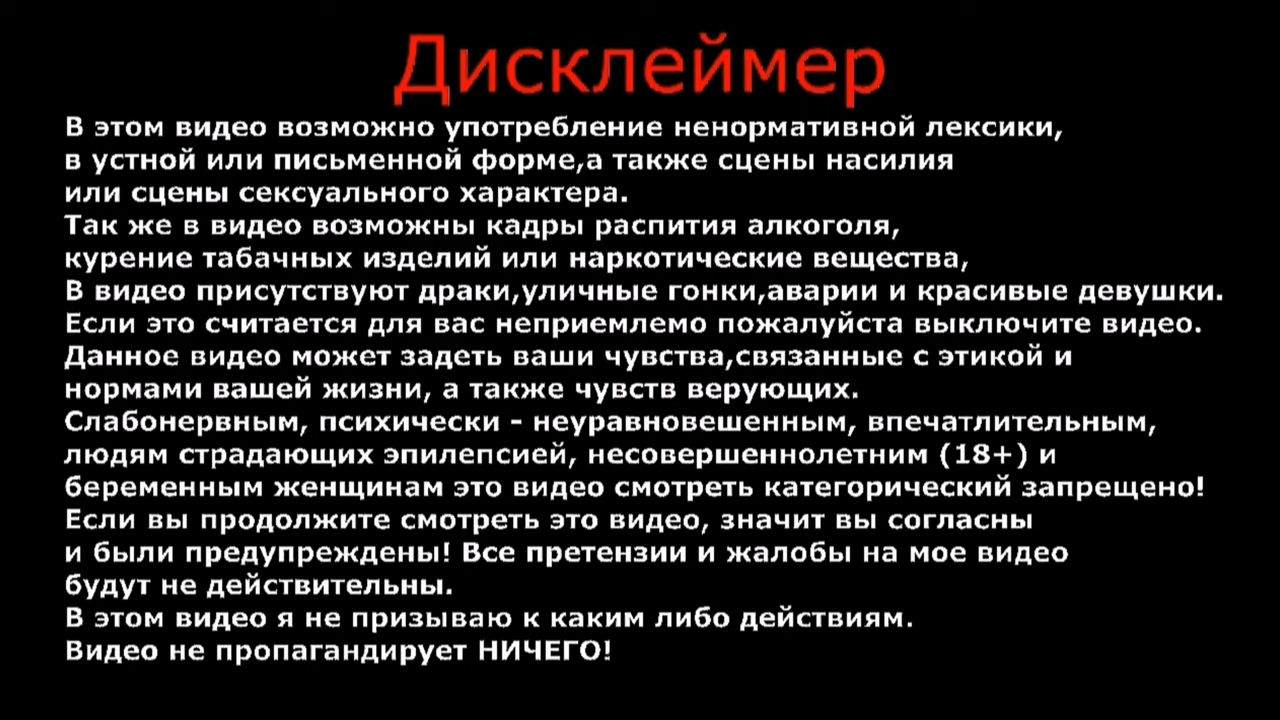 Дисклеймер
В этом видео возможно употребление ненормативной лексики,
в устной или письменной форме,а также сцены насилия
или сцены сексуального характера.
Так же в видео возможны кадры распития алкоголя,
курение табачных изделий или наркотические вещества,
В видео присутствуют драки,уличные гонки,аварии и красивые девушки.
Если это считается для вас неприемлемо пожалуйста выключите видео.
Данное видео может задеть ваши чувства,связанные с этикой и
нормами вашей жизни, а также чувств верующих.
Слабонервным, психически - неуравновешенным, впечатлительным,
людям страдающих эпилепсией, несовершеннолетним (18+) и
беременным женщинам это видео смотреть категорический запрещено!
Если вы продолжите смотреть это видео, значит вы согласны
и были предупреждены! Все претензии и жалобы на мое видео
будут не действительны.
В этом видео я не призываю к каким либо действиям.
Видео не пропагандирует НИЧЕГО!